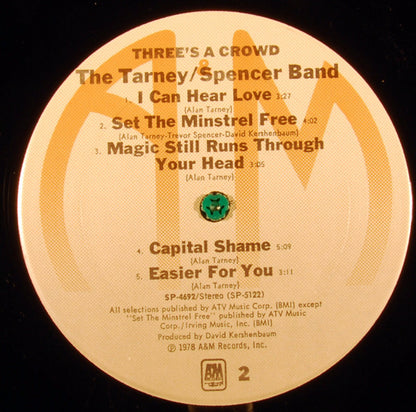 THREE'S A CROWD
The Tarney/Spencer Band
1. I Can Hear Love 3:27
(Alan Tarney)
2. Set The Minstrel Free 4:02
(Alan Tarney-Trevor Spencer-David Kershenbaum)
3. Magic Still Runs Through
Your Head 3:05
(Alan Tarney)
4. Capital Shame 5:09
(Alan Tarney)
5. Easier For You 3:11
(Alan Tarney)
SP-4692/Stereo (SP-5122)
All selections published by ATV Music Corp. (BMI) except
"Set The Minstrel Free" published by ATV Music
Corp./Irving Music, Inc. (BMI)
Produced by David Kershenbaum
℗ 1978 A&M Records, Inc.
A&M
2